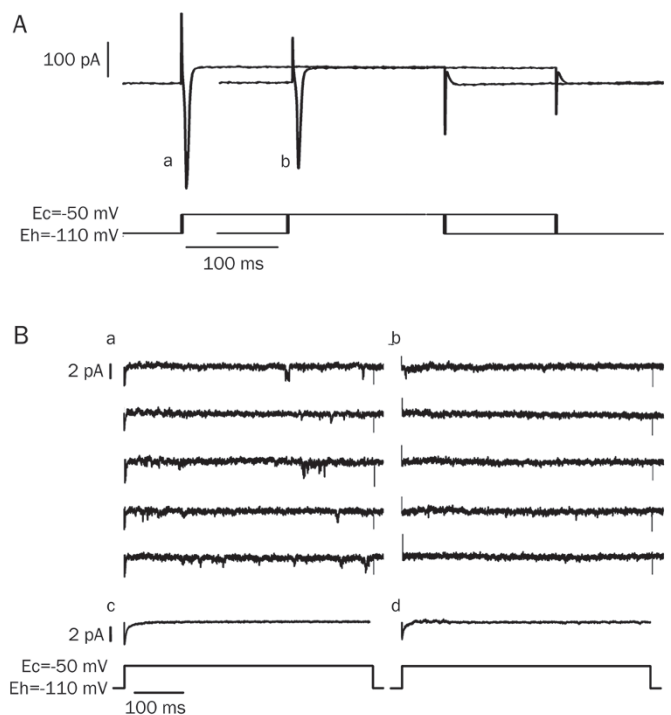 A
100 pA
a
b
Ec=-50 mV
Eh=-110 mV
100 ms
B
a
b
2 pA
c
d
2 pA
Ec=-50 mV
Eh=-110 mV
100 ms